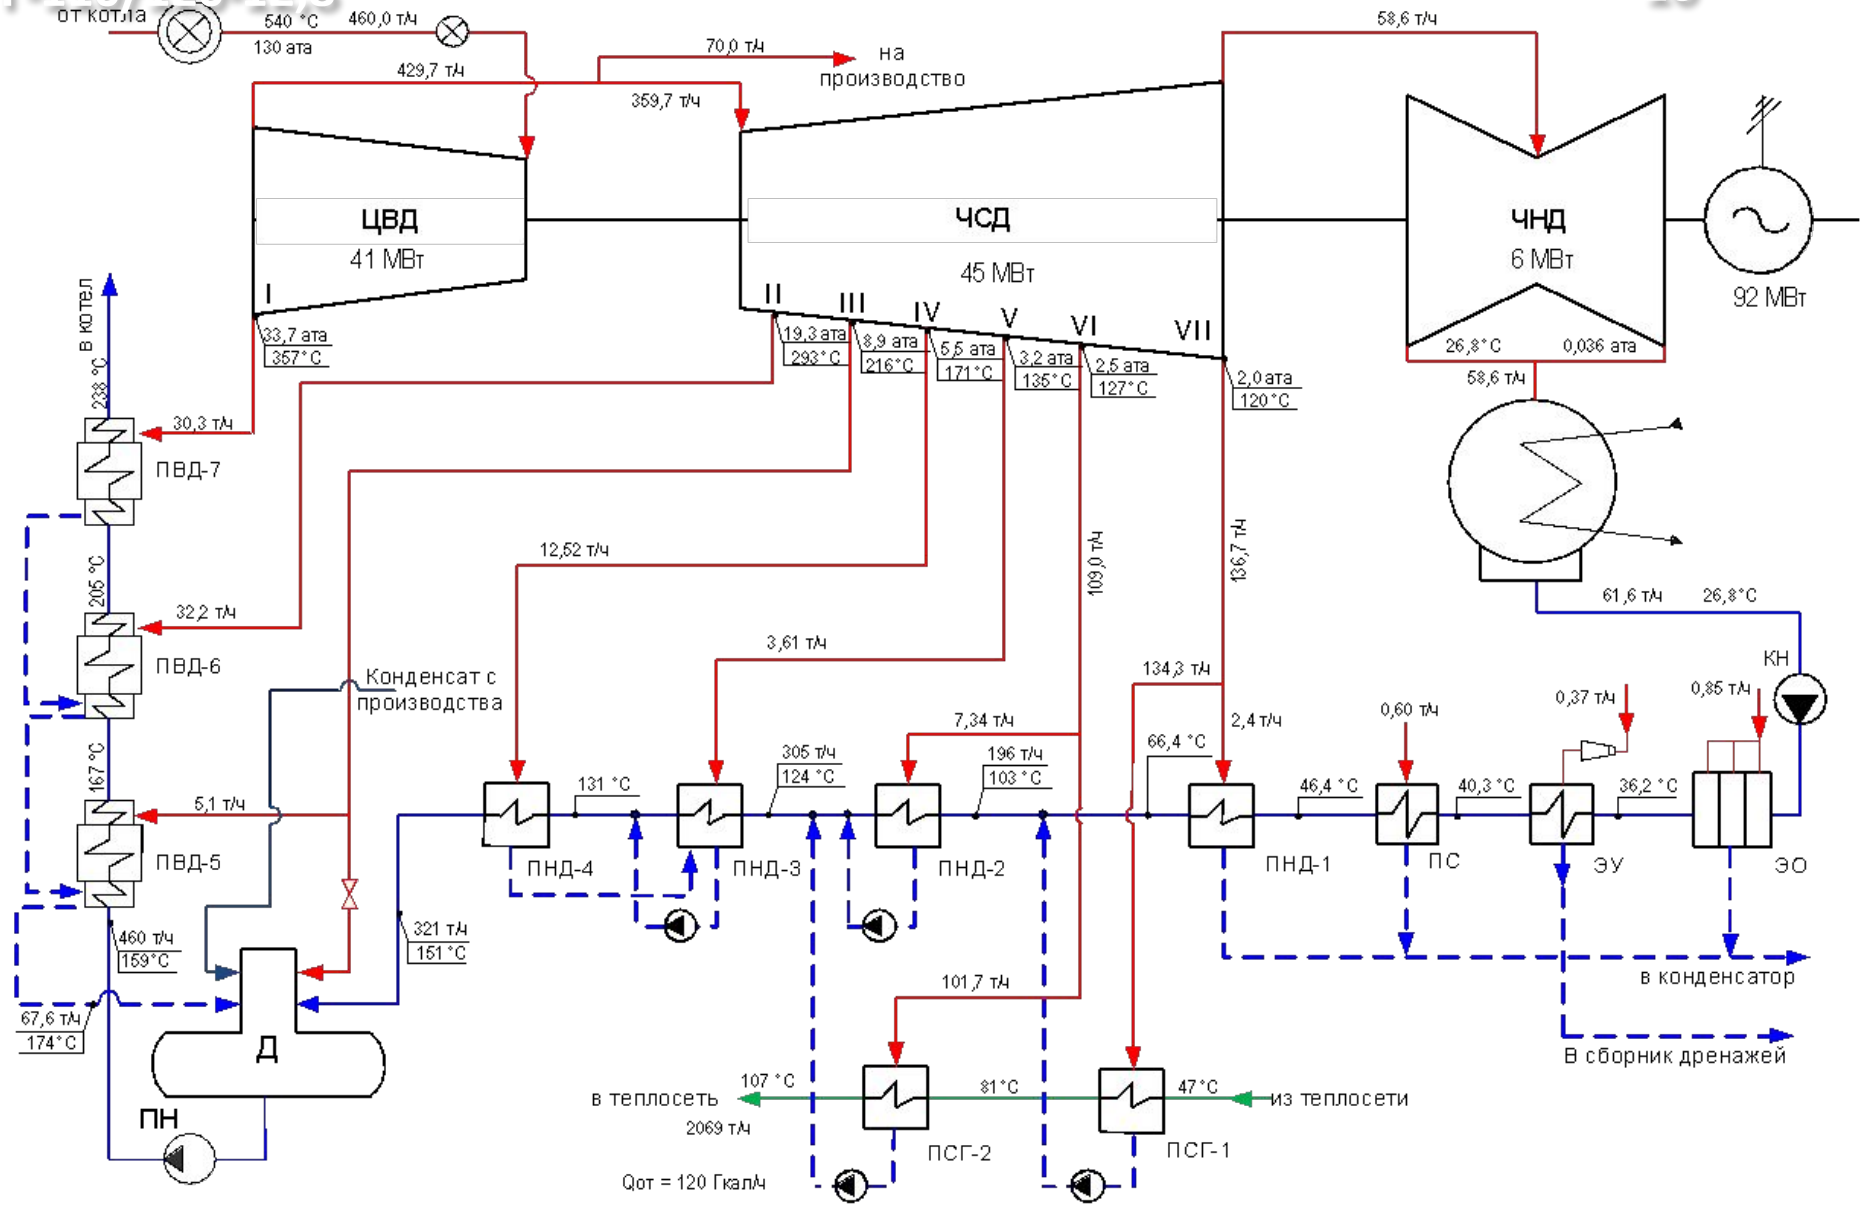 от котла
540 °С
460,0 т/ч
130 ата
58,6 т/ч
429,7 т/ч
70,0 т/ч
на
производство
359,7 т/ч
ЦВД
41 МВт
ЧСД
45 МВт
ЧНД
6 МВт
92 МВт
I
II
III
IV
V
VI
VII
33,7 ата
357°С
19,3 ата
293°С
8,9 ата
216°С
5,5 ата
171°С
3,2 ата
135°С
2,5 ата
127°С
2,0 ата
120°С
26,8°С
0,036 ата
58,6 т/ч
в котел
238 °С
30,3 т/ч
ПВД-7
205 °С
32,2 т/ч
ПВД-6
167 °С
5,1 т/ч
ПВД-5
Конденсат с
производства
12,52 т/ч
3,61 т/ч
109,0 т/ч
136,7 т/ч
134,3 т/ч
7,34 т/ч
2,4 т/ч
61,6 т/ч
26,8°С
КН
0,60 т/ч
0,37 т/ч
0,85 т/ч
131 °С
305 т/ч
124 °С
196 т/ч
103 °С
66,4 °С
46,4 °С
40,3 °С
36,2 °С
ПНД-4
ПНД-3
ПНД-2
ПНД-1
ПС
ЭУ
ЭО
460 т/ч
159°С
321 т/ч
151°С
67,6 т/ч
174°С
Д
ПН
101,7 т/ч
в конденсатор
В сборник дренажей
в теплосеть
107 °С
2069 т/ч
81°С
47°С
из теплосети
ПСГ-2
ПСГ-1
Qот = 120 Гкал/ч